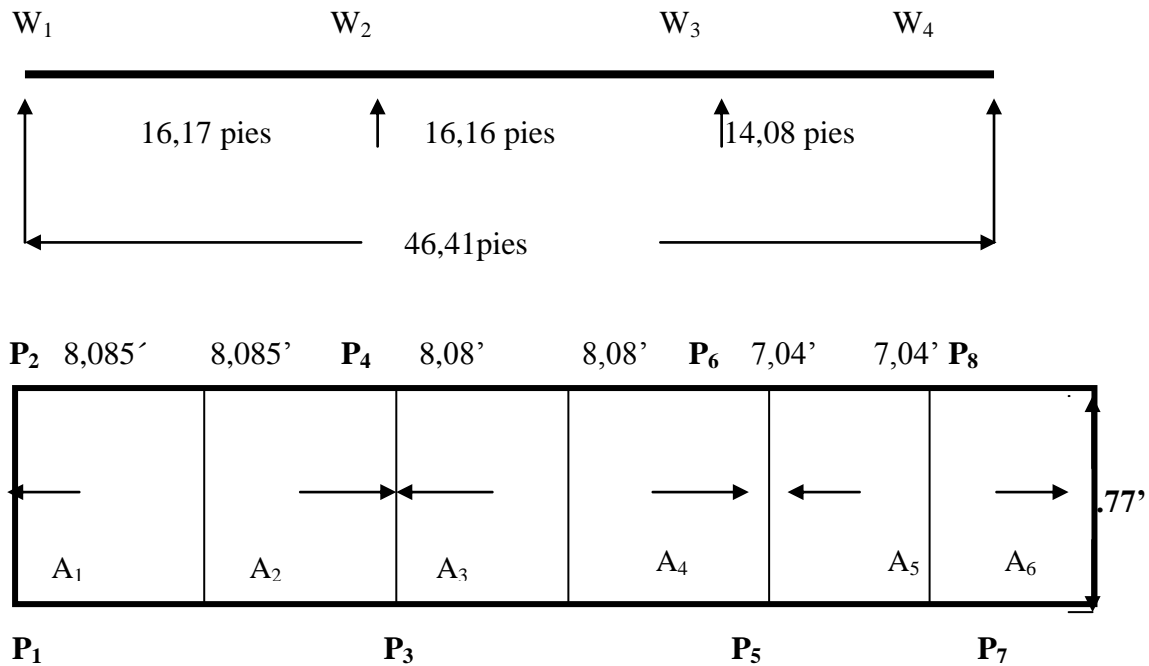 W₁ W₂ W₃ W₄
16,17 pies 16,16 pies 14,08 pies
46,41pies
P₂ 8,085´ 8,085’ P₄ 8,08’ 8,08’ P₆ 7,04’ 7,04’ P₈
.77’
A₁ A₂ A₃ A₄ A₅ A₆
P₁ P₃ P₅ P₇